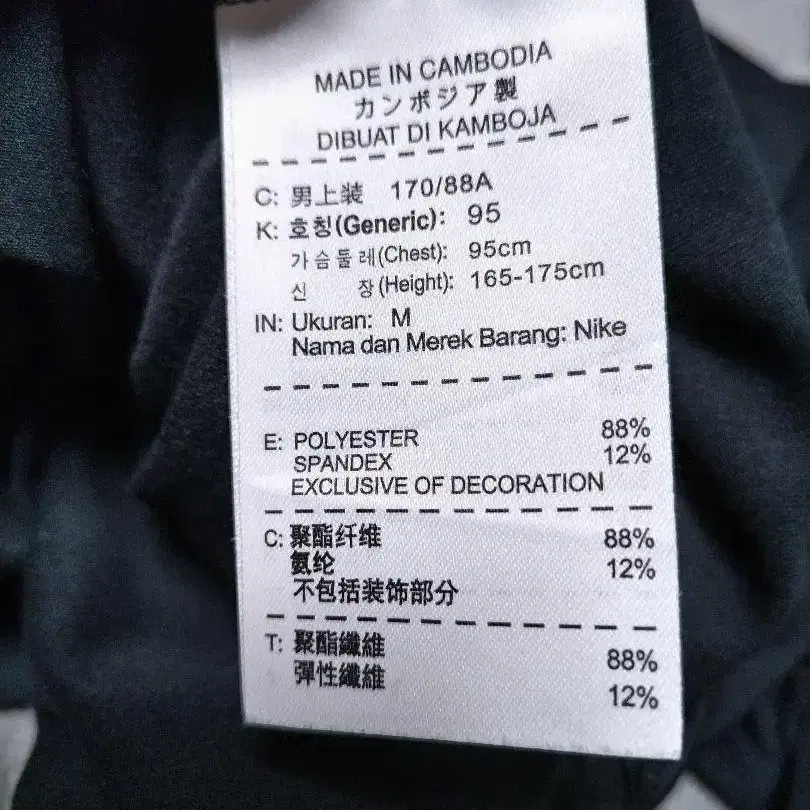 MADE IN CAMBODIA
カンボジア製
DIBUAT DI KAMBOJA
C: 男上装 170/88A
K: 호칭(Generic): 95
가슴둘레(Chest): 95cm
신 장(Height): 165-175cm
IN: Ukuran: M
Nama dan Merek Barang: Nike
E: POLYESTER 88%
SPANDEX 12%
EXCLUSIVE OF DECORATION
C: 聚酯纤维 88%
氨纶 12%
不包括装饰部分
T: 聚酯纖維 88%
彈性纖維 12%